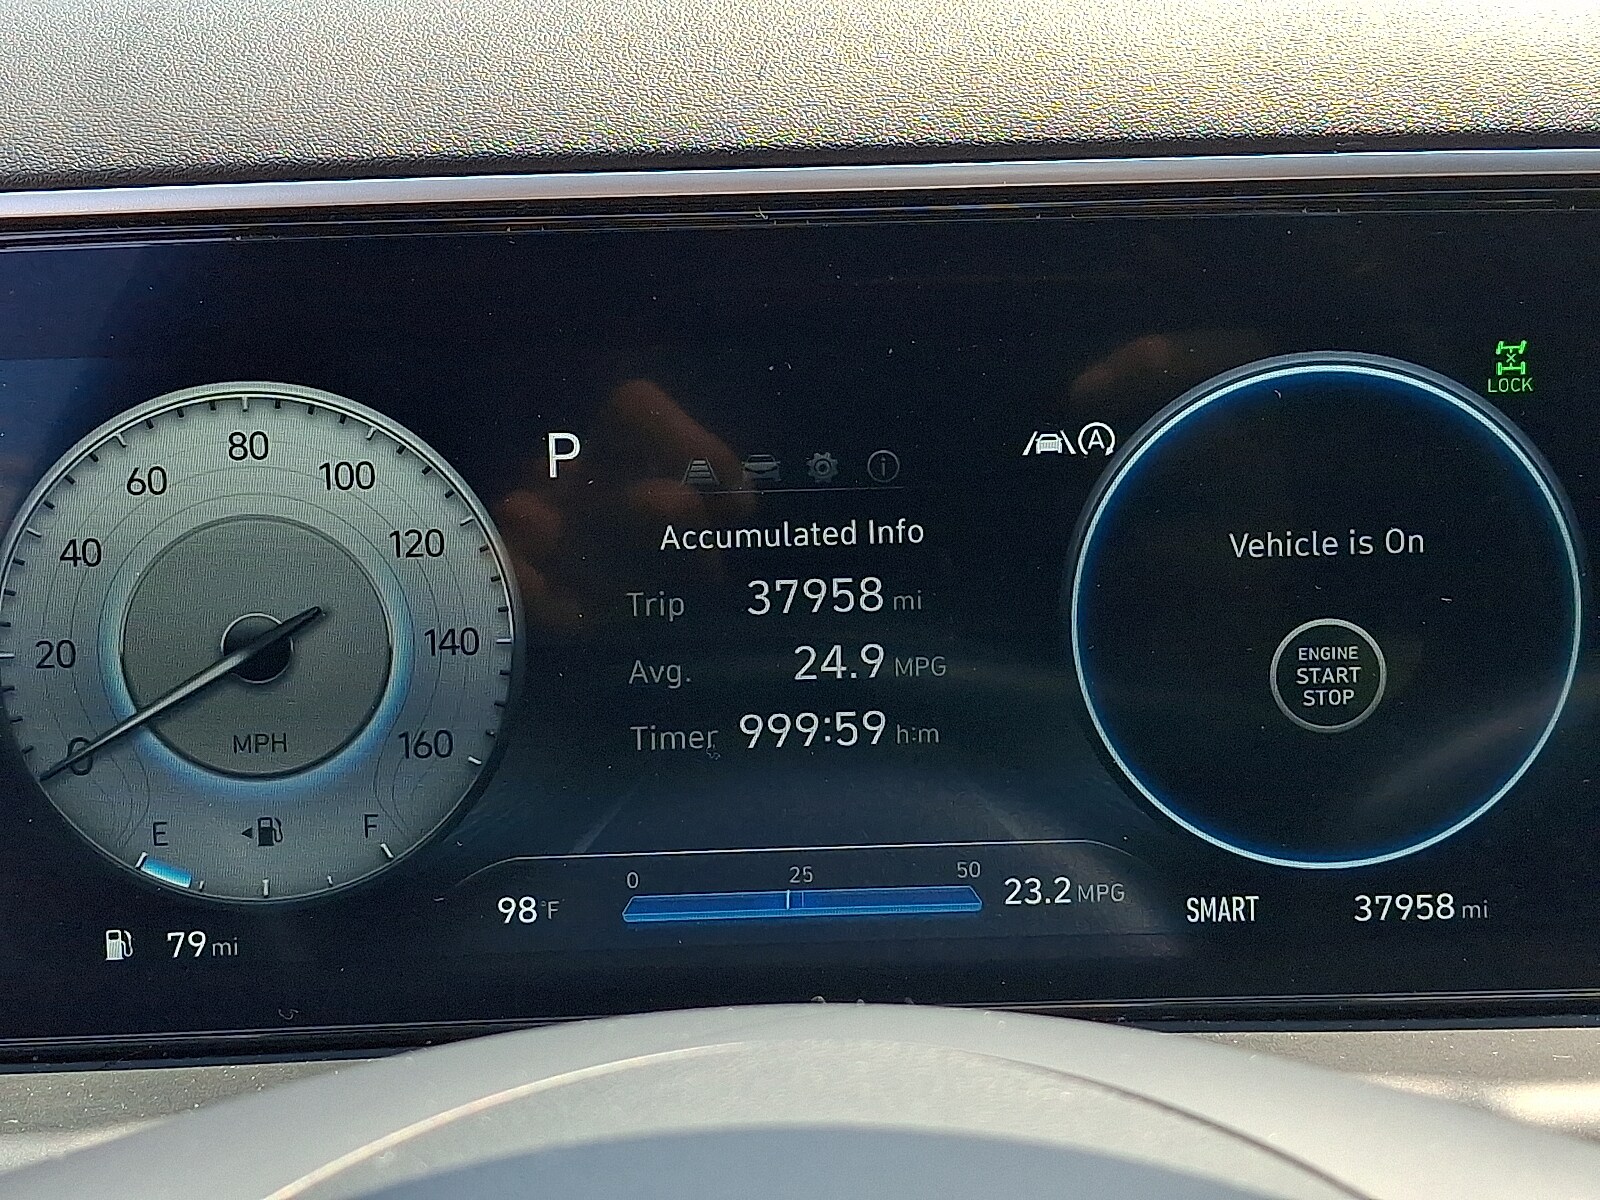 80
60 100
40 120
20 140
0 160
MPH
E F
79 mi
P
Accumulated Info
Trip 37958 mi
Avg. 24.9 MPG
Timer 999:59 h:m
0 25 50
98°F
23.2 MPG
A
LOCK
Vehicle is On
ENGINE
START
STOP
SMART 37958 mi